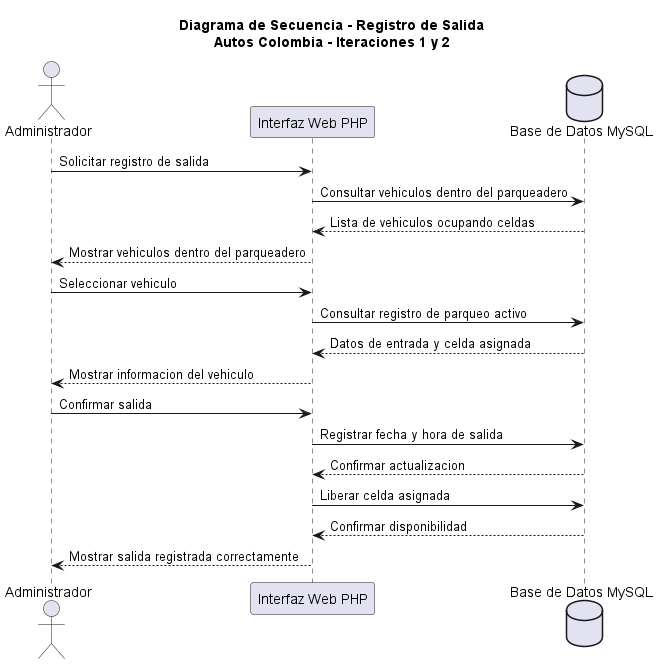 Diagrama de Secuencia - Registro de Salida
Autos Colombia - Iteraciones 1 y 2
Administrador
Interfaz Web PHP
Base de Datos MySQL
Solicitar registro de salida
Consultar vehiculos dentro del parqueadero
Lista de vehiculos ocupando celdas
Mostrar vehiculos dentro del parqueadero
Seleccionar vehiculo
Consultar registro de parqueo activo
Datos de entrada y celda asignada
Mostrar informacion del vehiculo
Confirmar salida
Registrar fecha y hora de salida
Confirmar actualizacion
Liberar celda asignada
Confirmar disponibilidad
Mostrar salida registrada correctamente
Administrador
Interfaz Web PHP
Base de Datos MySQL